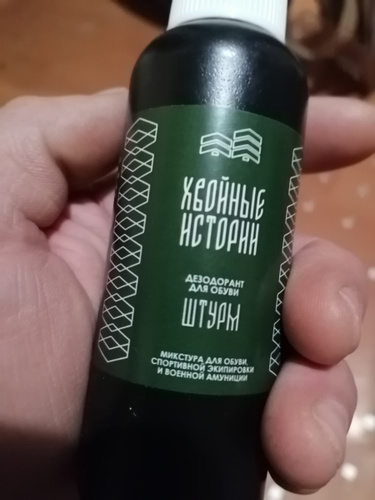 ХВОЙНЫЕ
ИСТОРИИ
ДЕЗОДОРАНТ
ДЛЯ ОБУВИ
ШТУРМ
МИКСТУРА ДЛЯ ОБУВИ,
СПОРТИВНОЙ ЭКИПИРОВКИ
И ВОЕННОЙ АМУНИЦИИ